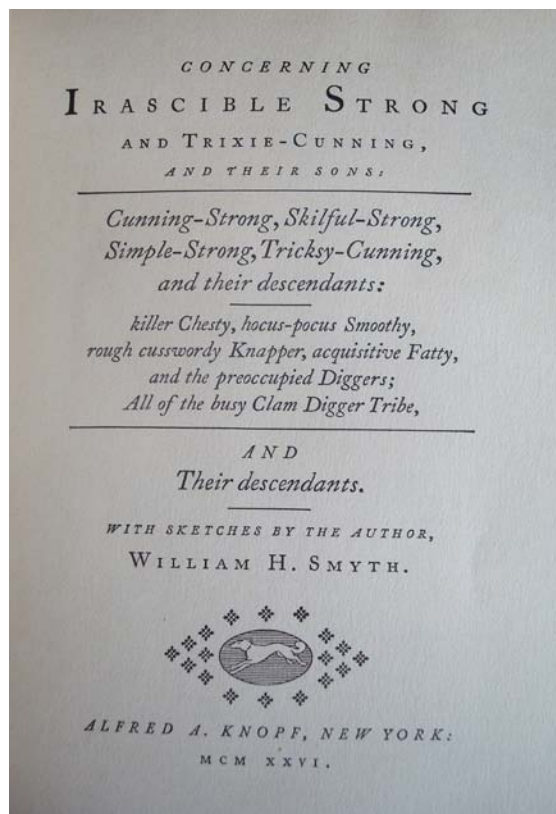 CONCERNING
IRASCIBLE STRONG
AND TRIXIE-CUNNING,
AND THEIR SONS:
Cunning-Strong, Skilful-Strong,
Simple-Strong, Tricksy-Cunning,
and their descendants:
killer Chesty, hocus-pocus Smoothy,
rough cusswordy Knapper, acquisitive Fatty,
and the preoccupied Diggers;
All of the busy Clam Digger Tribe,
AND
Their descendants.
WITH SKETCHES BY THE AUTHOR,
WILLIAM H. SMYTH.
ALFRED A. KNOPF, NEW YORK:
MCM XXVI.